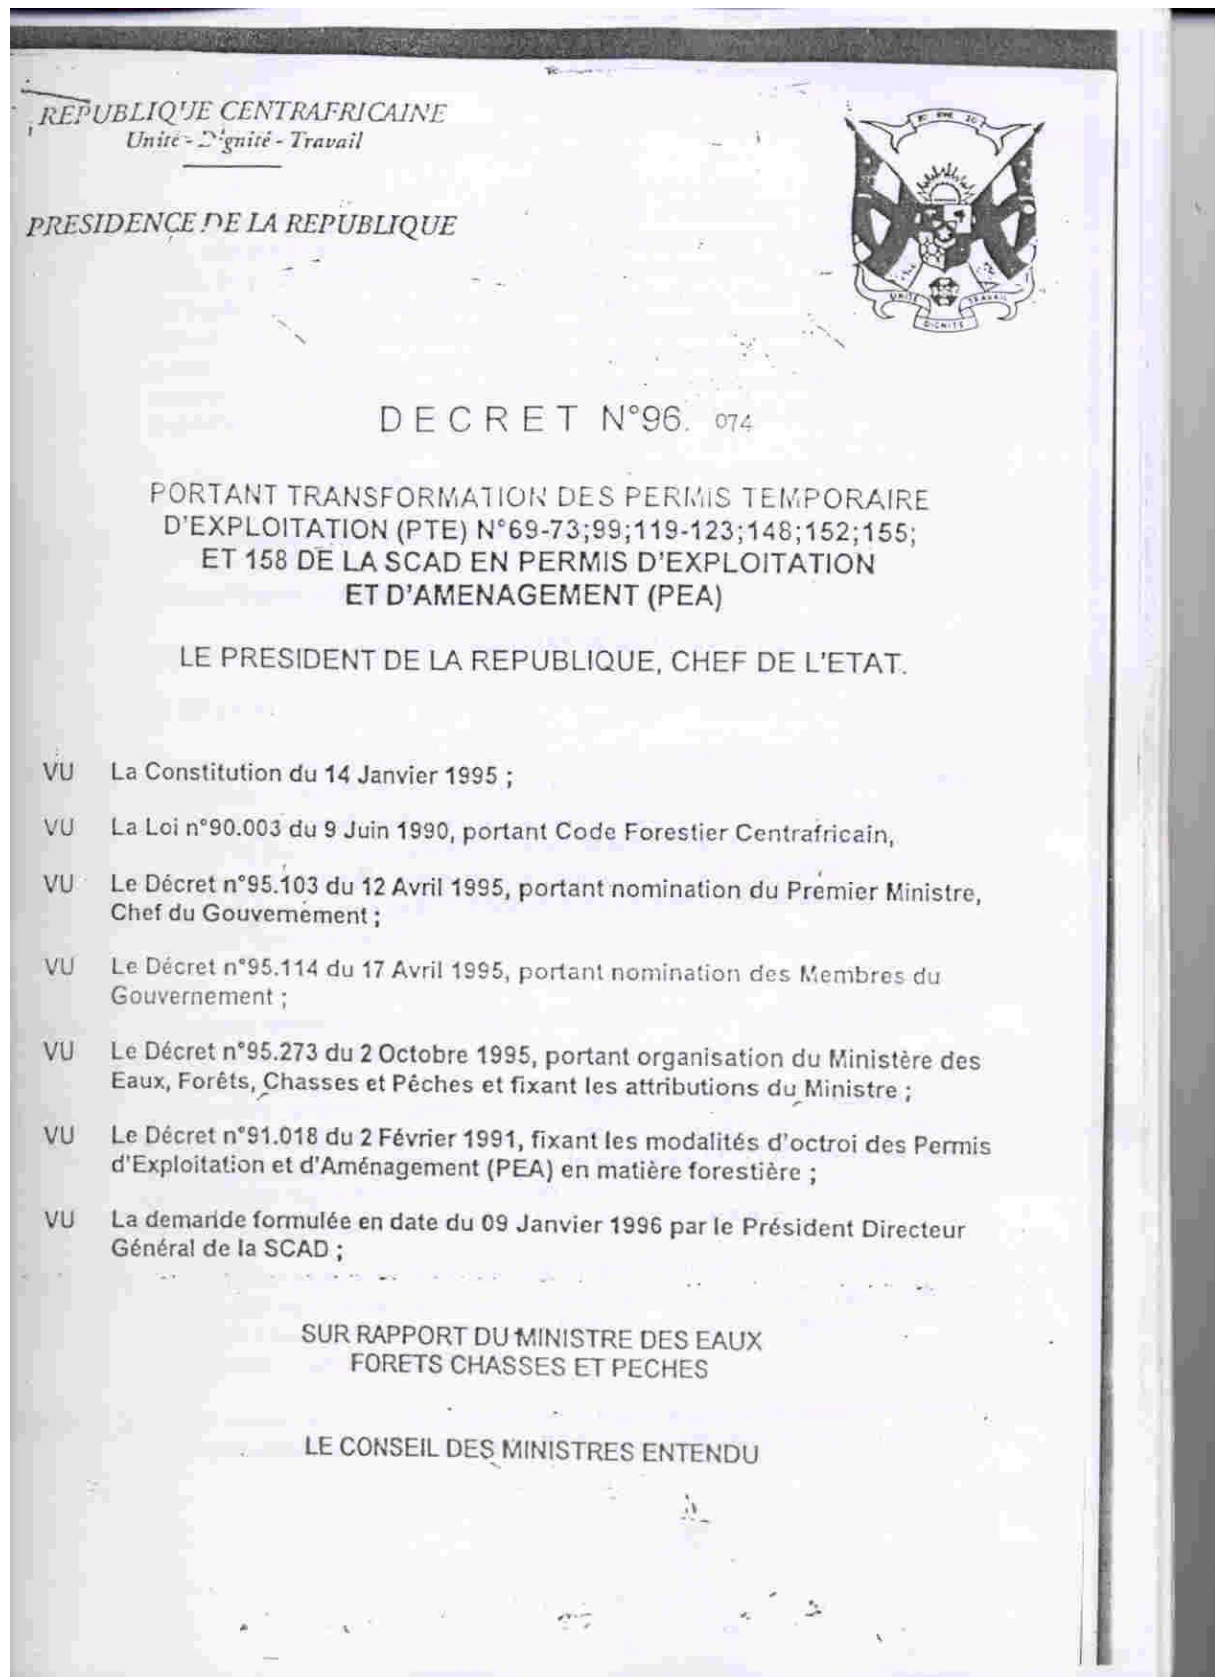 REPUBLIQUE CENTRAFRICAINE
Unité - Dignité - Travail
PRESIDENCE DE LA REPUBLIQUE
UNITE
TRAVAIL
DIGNITE
DECRET N°96. 074
PORTANT TRANSFORMATION DES PERMIS TEMPORAIRE
D'EXPLOITATION (PTE) N°69-73;99;119-123;148;152;155;
ET 158 DE LA SCAD EN PERMIS D'EXPLOITATION
ET D'AMENAGEMENT (PEA)
LE PRESIDENT DE LA REPUBLIQUE, CHEF DE L'ETAT.
VU La Constitution du 14 Janvier 1995 ;
VU La Loi n°90.003 du 9 Juin 1990, portant Code Forestier Centrafricain,
VU Le Décret n°95.103 du 12 Avril 1995, portant nomination du Premier Ministre,
Chef du Gouvernement ;
VU Le Décret n°95.114 du 17 Avril 1995, portant nomination des Membres du
Gouvernement ;
VU Le Décret n°95.273 du 2 Octobre 1995, portant organisation du Ministère des
Eaux, Forêts, Chasses et Pêches et fixant les attributions du Ministre ;
VU Le Décret n°91.018 du 2 Février 1991, fixant les modalités d'octroi des Permis
d'Exploitation et d'Aménagement (PEA) en matière forestière ;
VU La demande formulée en date du 09 Janvier 1996 par le Président Directeur
Général de la SCAD ;
SUR RAPPORT DU MINISTRE DES EAUX
FORETS CHASSES ET PECHES
LE CONSEIL DES MINISTRES ENTENDU